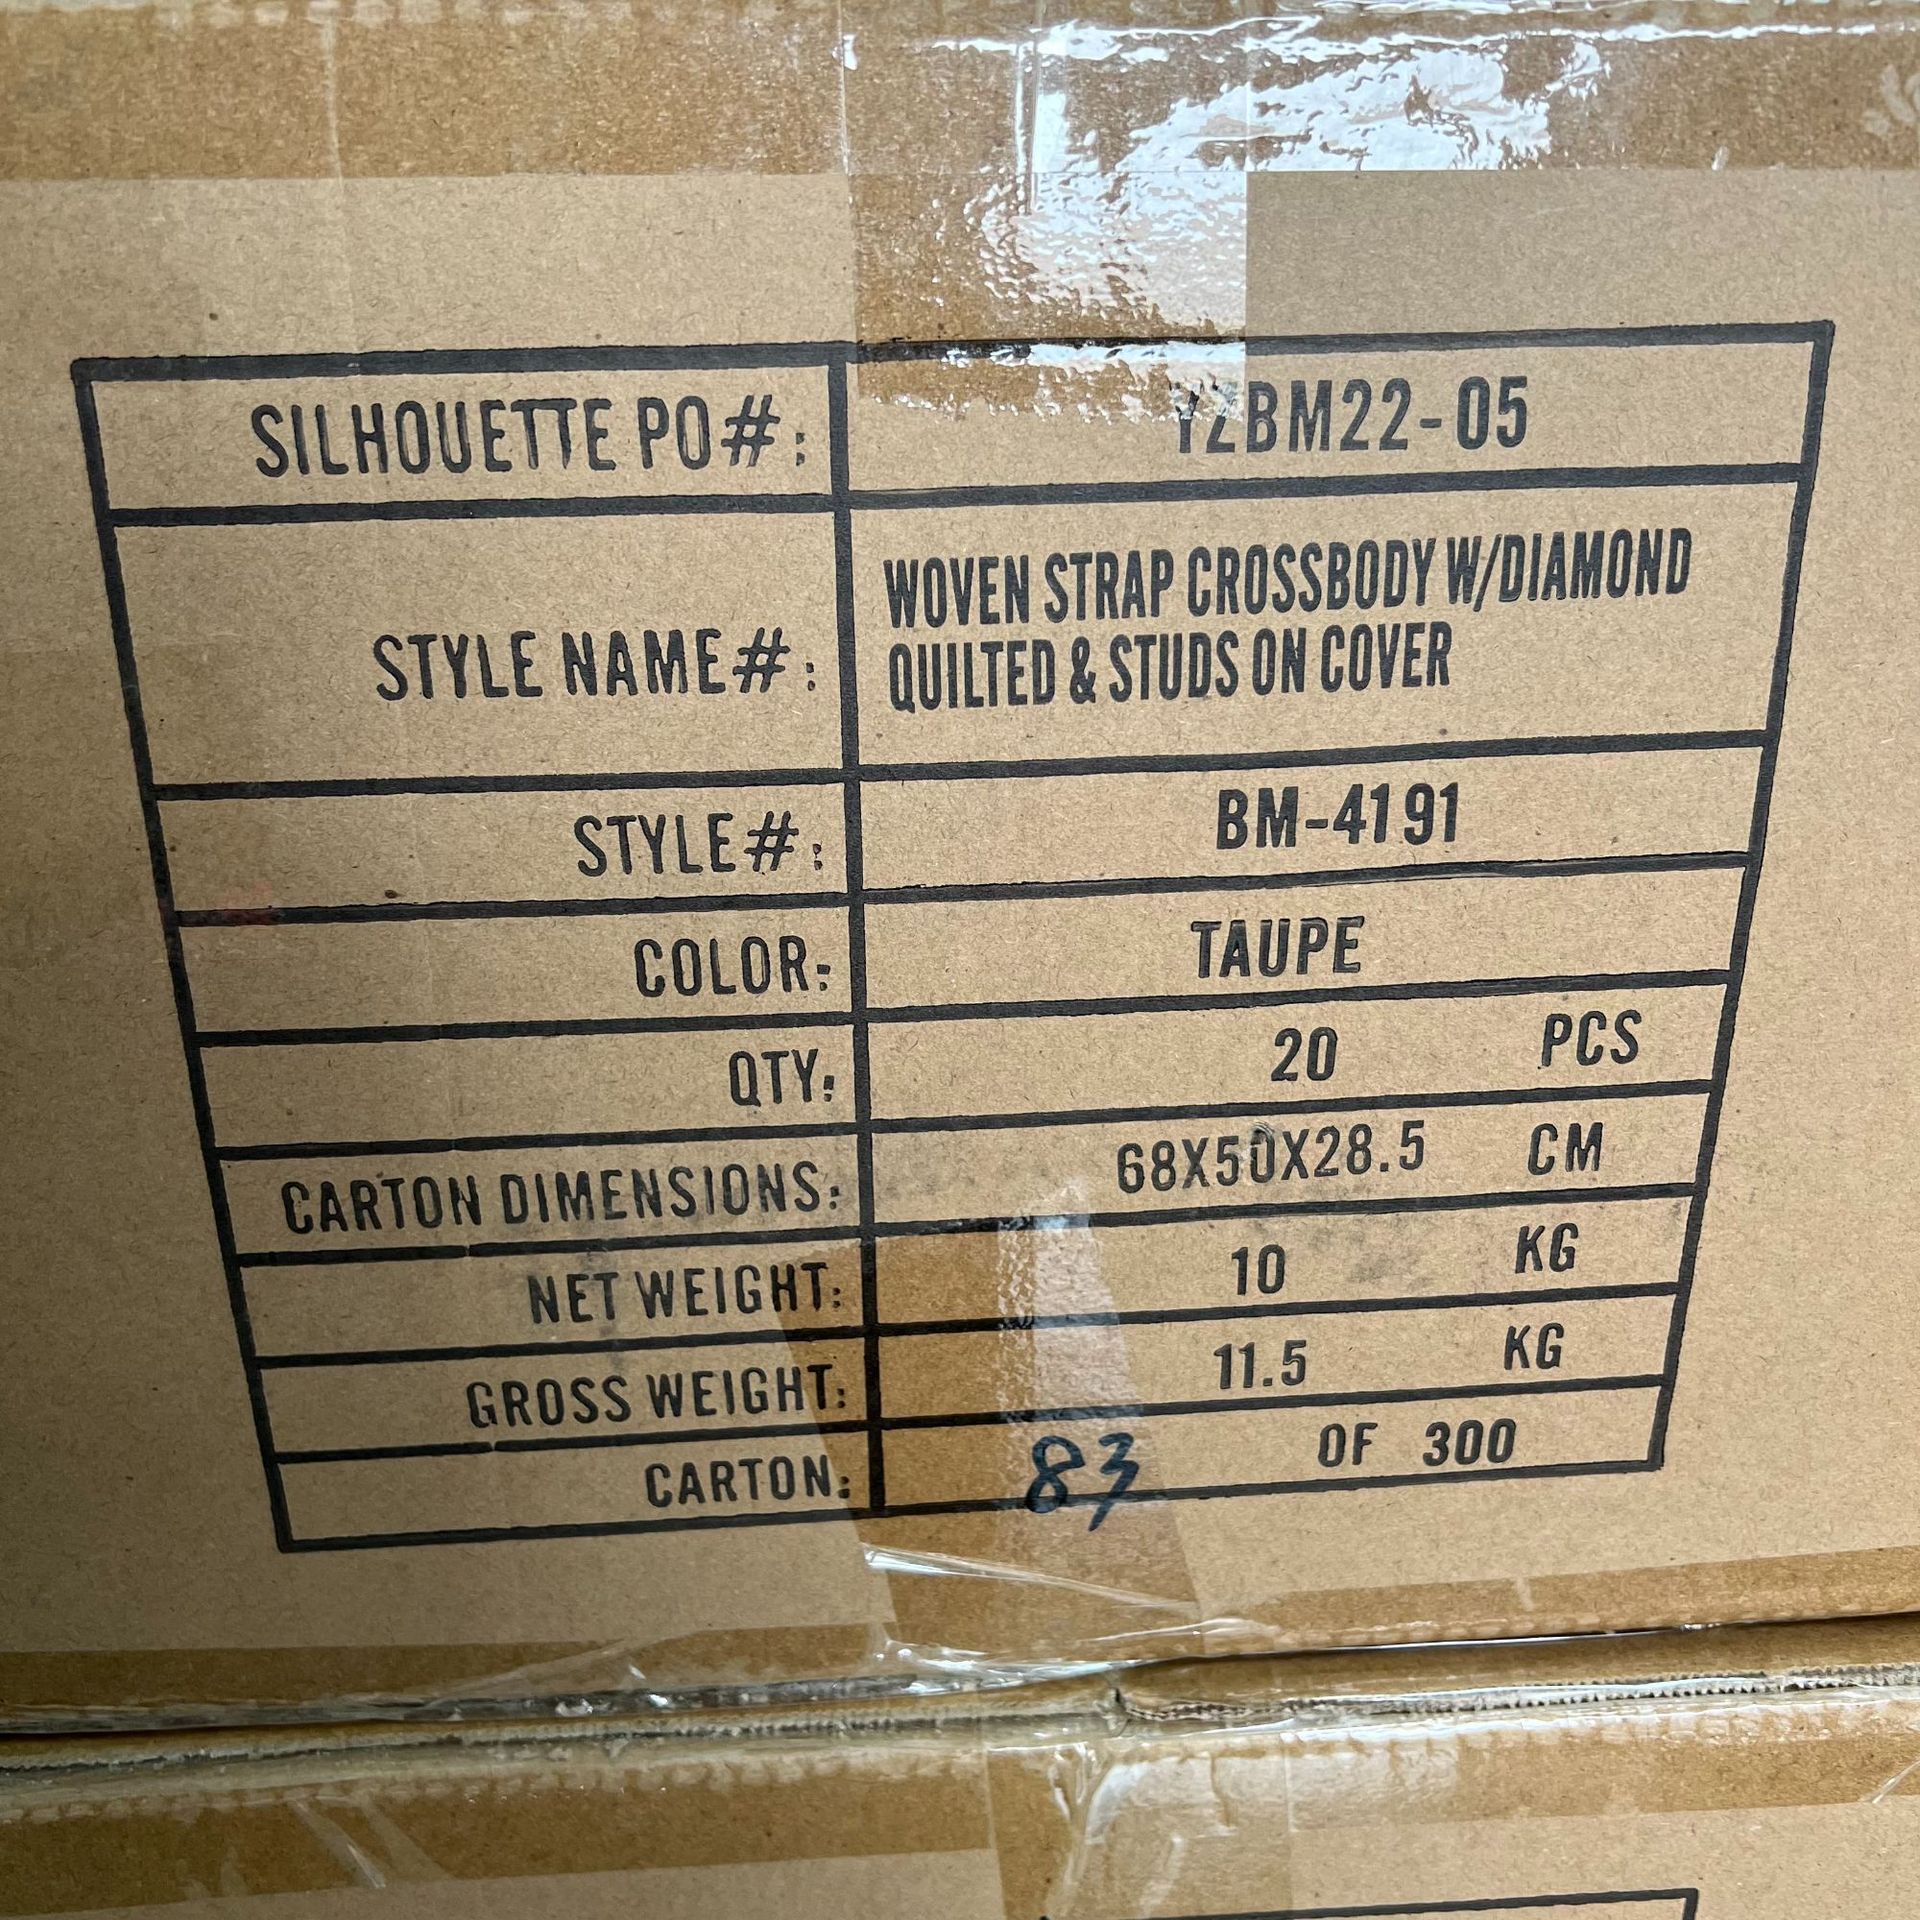 SILHOUETTE PO#: YZBM22-05
STYLE NAME#: WOVEN STRAP CROSSBODY W/DIAMOND
QUILTED & STUDS ON COVER
STYLE#: BM-4191
COLOR: TAUPE
QTY: 20 PCS
CARTON DIMENSIONS: 68X50X28.5 CM
NET WEIGHT: 10 KG
GROSS WEIGHT: 11.5 KG
CARTON: 83 OF 300